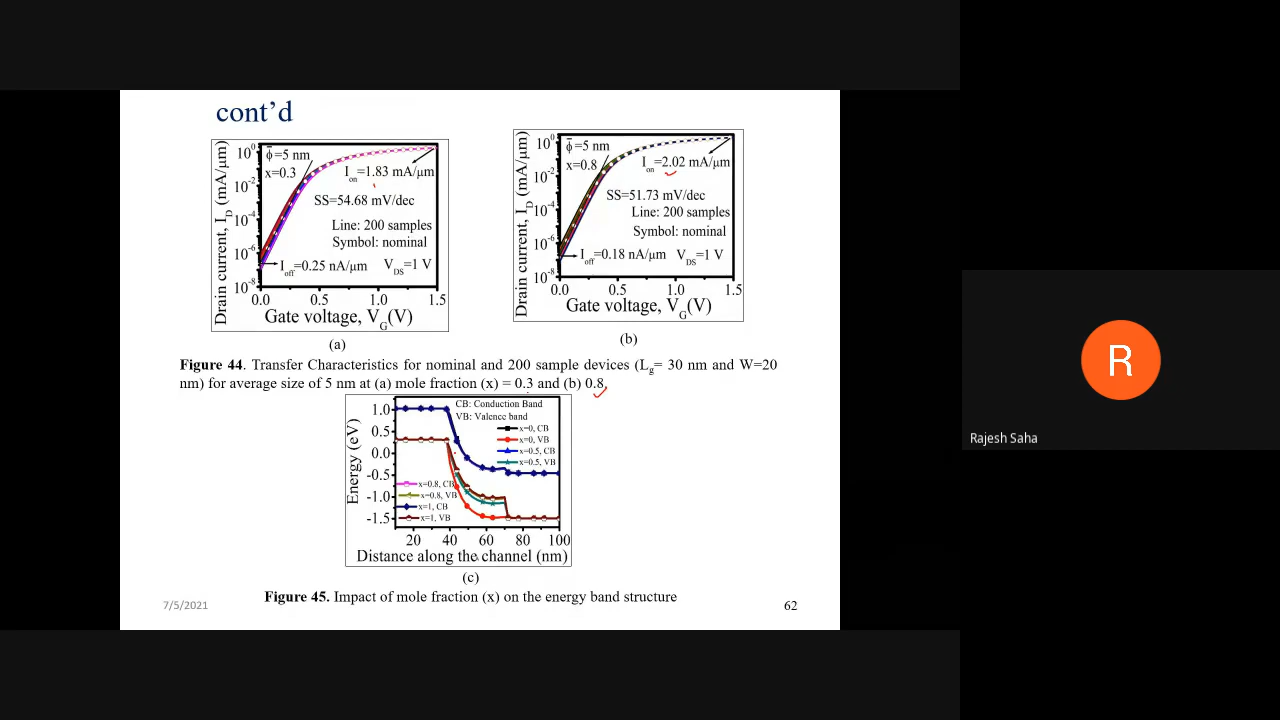 cont’d
10⁰
10⁻²
10⁻⁴
10⁻⁶
10⁻⁸
Drain current, I_D (mA/μm)
ϕ̄=5 nm
x=0.3
I_on=1.83 mA/μm
SS=54.68 mV/dec
Line: 200 samples
Symbol: nominal
I_off=0.25 nA/μm V_DS=1 V
0.0 0.5 1.0 1.5
Gate voltage, V_G(V)
(a)
10⁰
10⁻²
10⁻⁴
10⁻⁶
10⁻⁸
Drain current, I_D (mA/μm)
ϕ̄=5 nm
x=0.8
I_on=2.02 mA/μm
SS=51.73 mV/dec
Line: 200 samples
Symbol: nominal
I_off=0.18 nA/μm V_DS=1 V
0.0 0.5 1.0 1.5
Gate voltage, V_G(V)
(b)
Figure 44. Transfer Characteristics for nominal and 200 sample devices (L_g= 30 nm and W=20
nm) for average size of 5 nm at (a) mole fraction (x) = 0.3 and (b) 0.8.
1.0
0.5
0.0
-0.5
-1.0
-1.5
Energy (eV)
CB: Conduction Band
VB: Valence band
x=0, CB
x=0, VB
x=0.5, CB
x=0.5, VB
x=0.8, CB
x=0.8, VB
x=1, CB
x=1, VB
20 40 60 80 100
Distance along the channel (nm)
(c)
Figure 45. Impact of mole fraction (x) on the energy band structure
7/5/2021
62
R
Rajesh Saha